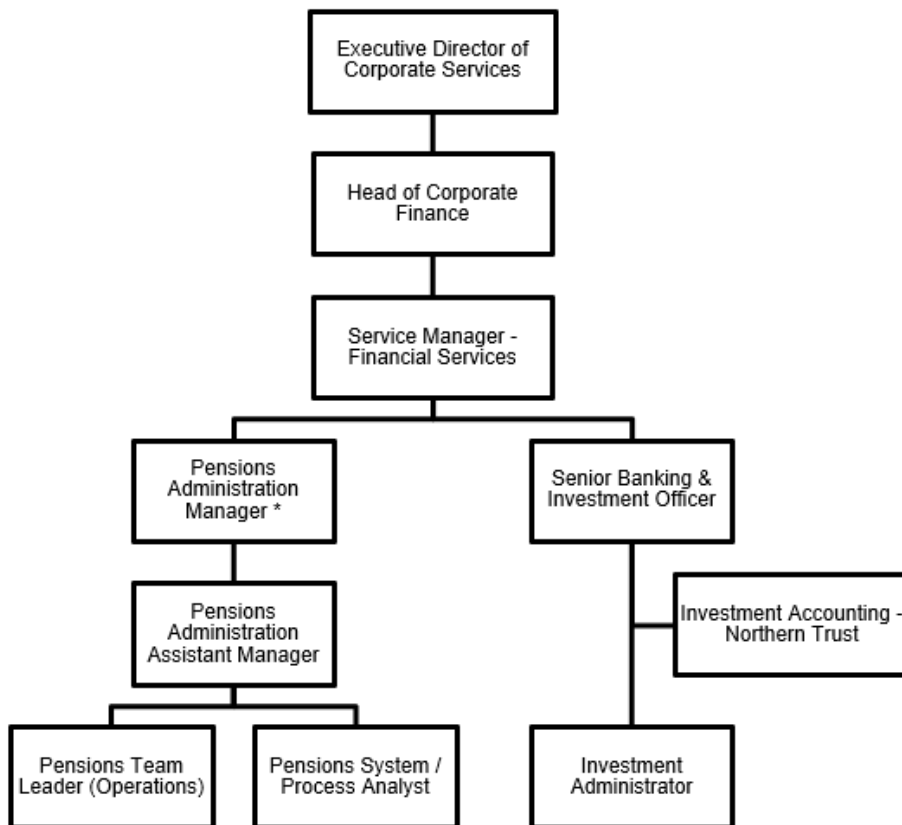 Executive Director of
Corporate Services
Head of Corporate
Finance
Service Manager -
Financial Services
Pensions
Administration
Manager *
Senior Banking &
Investment Officer
Pensions
Administration
Assistant Manager
Investment Accounting -
Northern Trust
Pensions Team
Leader (Operations)
Pensions System /
Process Analyst
Investment
Administrator